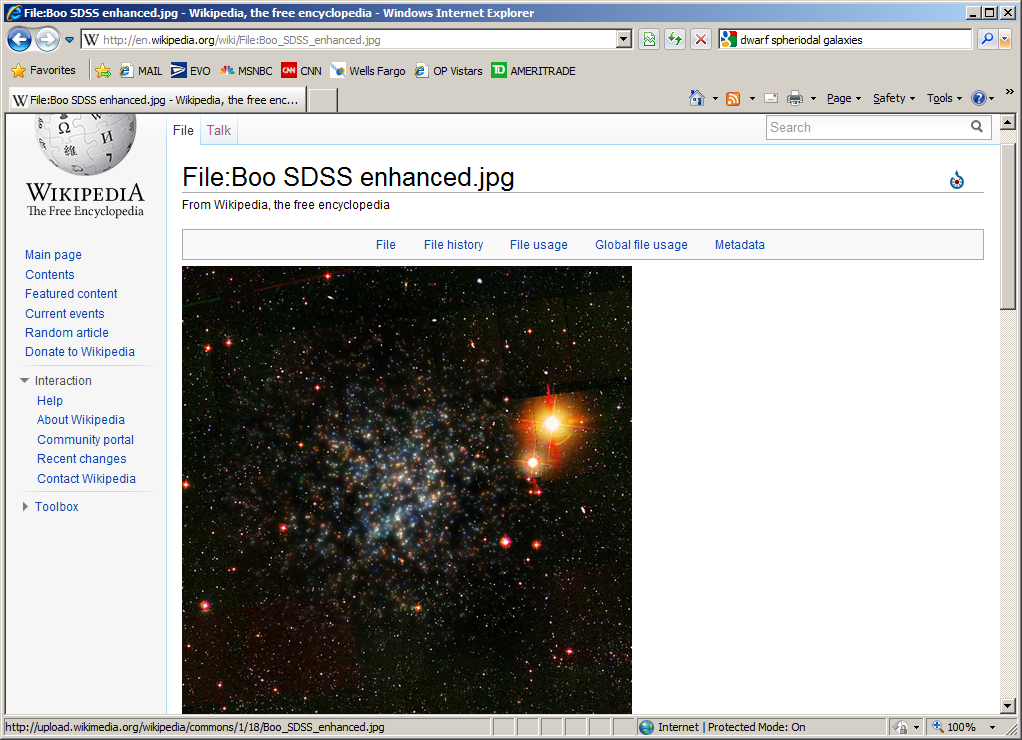 File:Boo SDSS enhanced.jpg - Wikipedia, the free encyclopedia - Windows Internet Explorer
http://en.wikipedia.org/wiki/File:Boo_SDSS_enhanced.jpg
dwarf spheriodal galaxies
Favorites
MAIL
EVO
MSNBC
CNN CNN
Wells Fargo
OP Vistars
TD AMERITRADE
W File:Boo SDSS enhanced.jpg - Wikipedia, the free enc...
Page
Safety
Tools
File
Talk
Search
Ω
И
維
7
WIKIPEDIA
The Free Encyclopedia
File:Boo SDSS enhanced.jpg
From Wikipedia, the free encyclopedia
File
File history
File usage
Global file usage
Metadata
Main page
Contents
Featured content
Current events
Random article
Donate to Wikipedia
Interaction
Help
About Wikipedia
Community portal
Recent changes
Contact Wikipedia
Toolbox
http://upload.wikimedia.org/wikipedia/commons/1/18/Boo_SDSS_enhanced.jpg
Internet | Protected Mode: On
100%